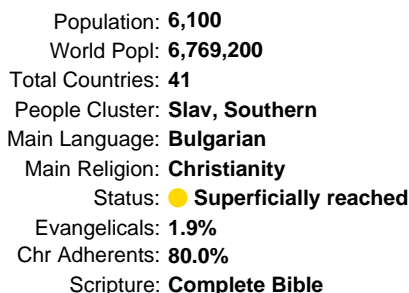 Population: 6,100
World Popl: 6,769,200
Total Countries: 41
People Cluster: Slav, Southern
Main Language: Bulgarian
Main Religion: Christianity
Status: Superficially reached
Evangelicals: 1.9%
Chr Adherents: 80.0%
Scripture: Complete Bible